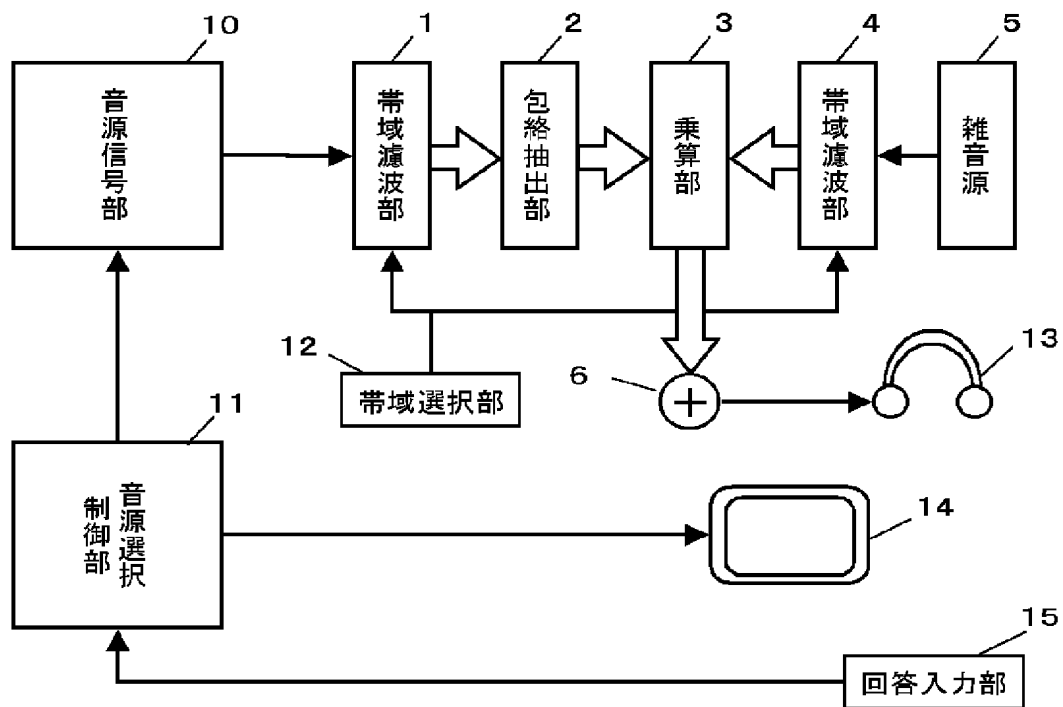 10
1
2
3
4
5
音源信号部
帯域濾波部
包絡抽出部
乗算部
帯域濾波部
雑音源
12
帯域選択部
6
13
11
音源選択
制御部
14
15
回答入力部